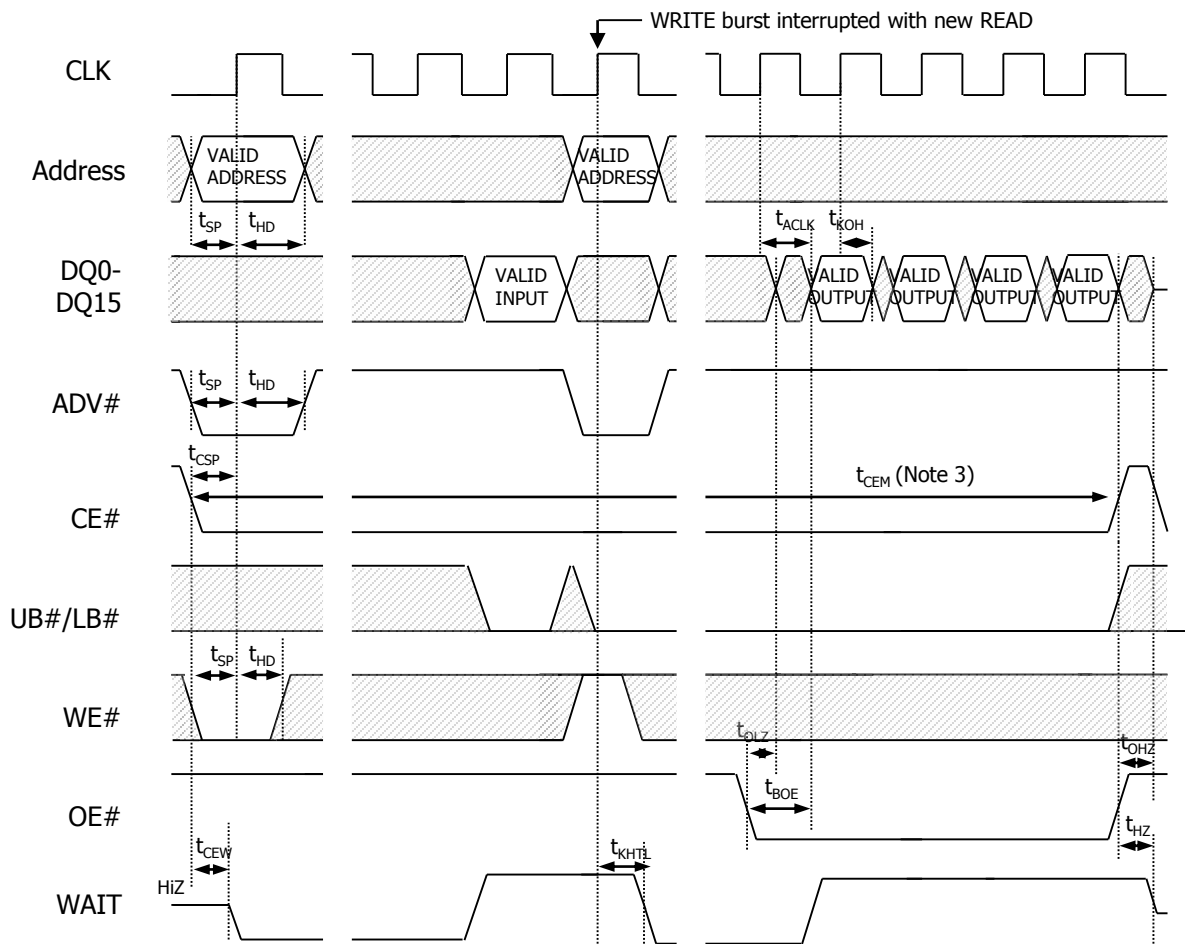 WRITE burst interrupted with new READ
CLK
Address
VALID
ADDRESS
VALID
ADDRESS
tSP
tHD
tACLK
tKOH
DQ0-
DQ15
VALID
INPUT
VALID
OUTPUT
VALID
OUTPUT
VALID
OUTPUT
VALID
OUTPUT
ADV#
tSP
tHD
tCSP
CE#
tCEM (Note 3)
UB#/LB#
tSP
tHD
WE#
tOLZ
tOHZ
OE#
tBOE
tCEW
tKHTL
tHZ
HiZ
WAIT